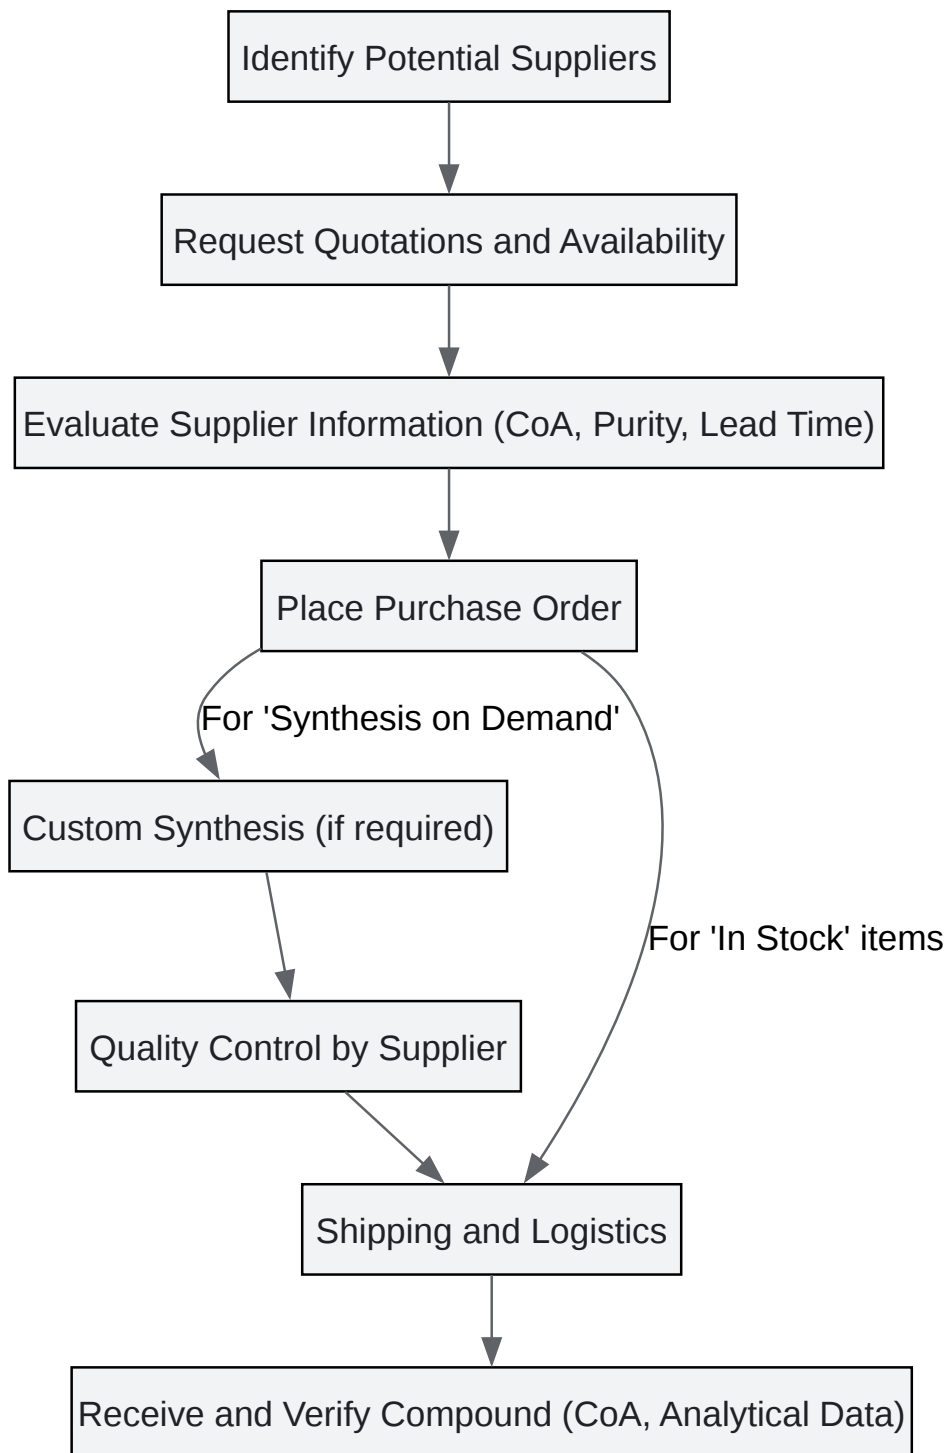 Identify Potential Suppliers
Request Quotations and Availability
Evaluate Supplier Information (CoA, Purity, Lead Time)
Place Purchase Order
For 'Synthesis on Demand'
Custom Synthesis (if required)
For 'In Stock' items
Quality Control by Supplier
Shipping and Logistics
Receive and Verify Compound (CoA, Analytical Data)